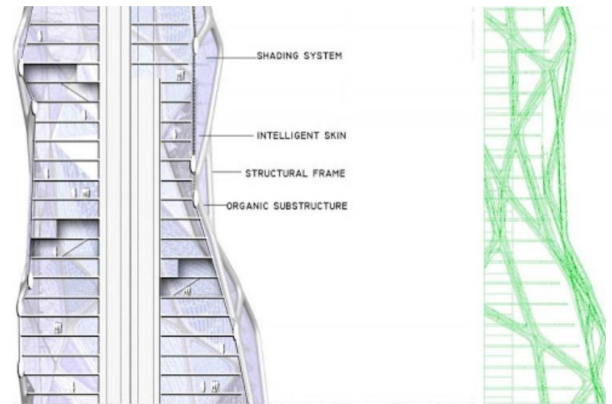 SHADING SYSTEM
INTELLIGENT SKIN
STRUCTURAL FRAME
ORGANIC SUBSTRUCTURE